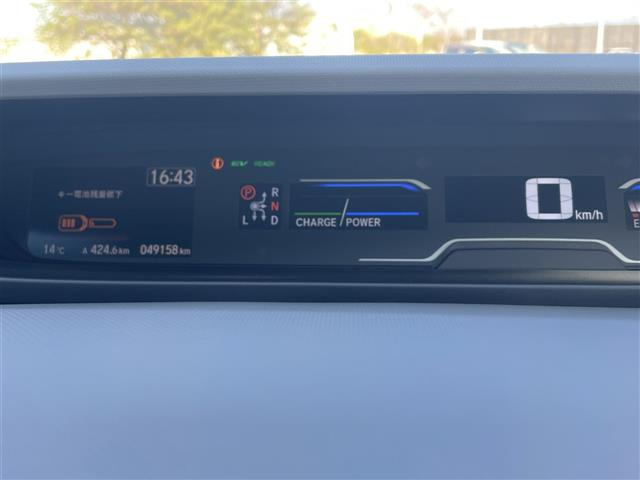 16:43
EV READY
キー電池残量低下
14℃ A 424.6km 049158km
P R
N
L D
CHARGE POWER
0 km/h
E